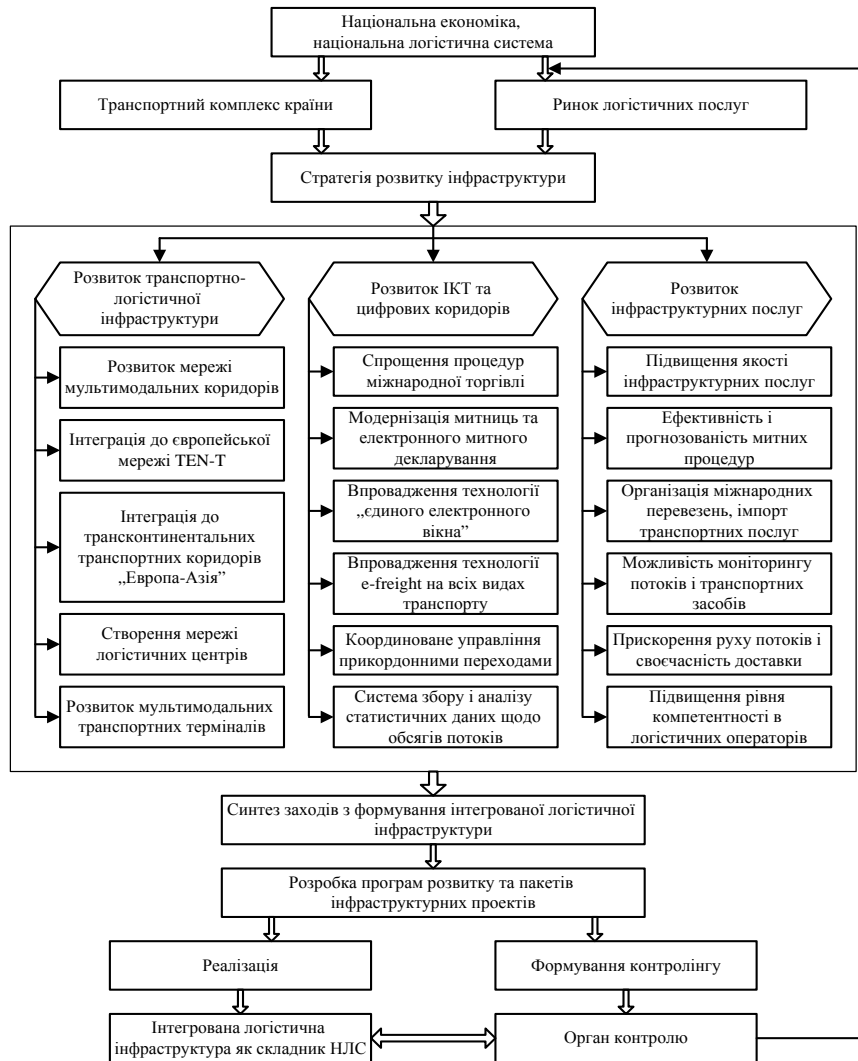 Національна економіка,
національна логістична система
Транспортний комплекс країни
Ринок логістичних послуг
Стратегія розвитку інфраструктури
Розвиток транспортно-
логістичної
інфраструктури
Розвиток мережі
мультимодальних коридорів
Інтеграція до європейської
мережі TEN-T
Інтеграція до
трансконтинентальних
транспортних коридорів
„Европа-Азія”
Створення мережі
логістичних центрів
Розвиток мультимодальних
транспортних терміналів
Розвиток ІКТ та
цифрових коридорів
Спрощення процедур
міжнародної торгівлі
Модернізація митниць та
електронного митного
декларування
Впровадження технології
„єдиного електронного
вікна”
Впровадження технології
e-freight на всіх видах
транспорту
Координоване управління
прикордонними переходами
Система збору і аналізу
статистичних даних щодо
обсягів потоків
Розвиток
інфраструктурних послуг
Підвищення якості
інфраструктурних послуг
Ефективність і
прогнозованість митних
процедур
Організація міжнародних
перевезень, імпорт
транспортних послуг
Можливість моніторингу
потоків і транспортних
засобів
Прискорення руху потоків і
своєчасність доставки
Підвищення рівня
компетентності в
логістичних операторів
Синтез заходів з формування інтегрованої логістичної
інфраструктури
Розробка програм розвитку та пакетів
інфраструктурних проектів
Реалізація
Формування контролінгу
Інтегрована логістична
інфраструктура як складник НЛС
Орган контролю